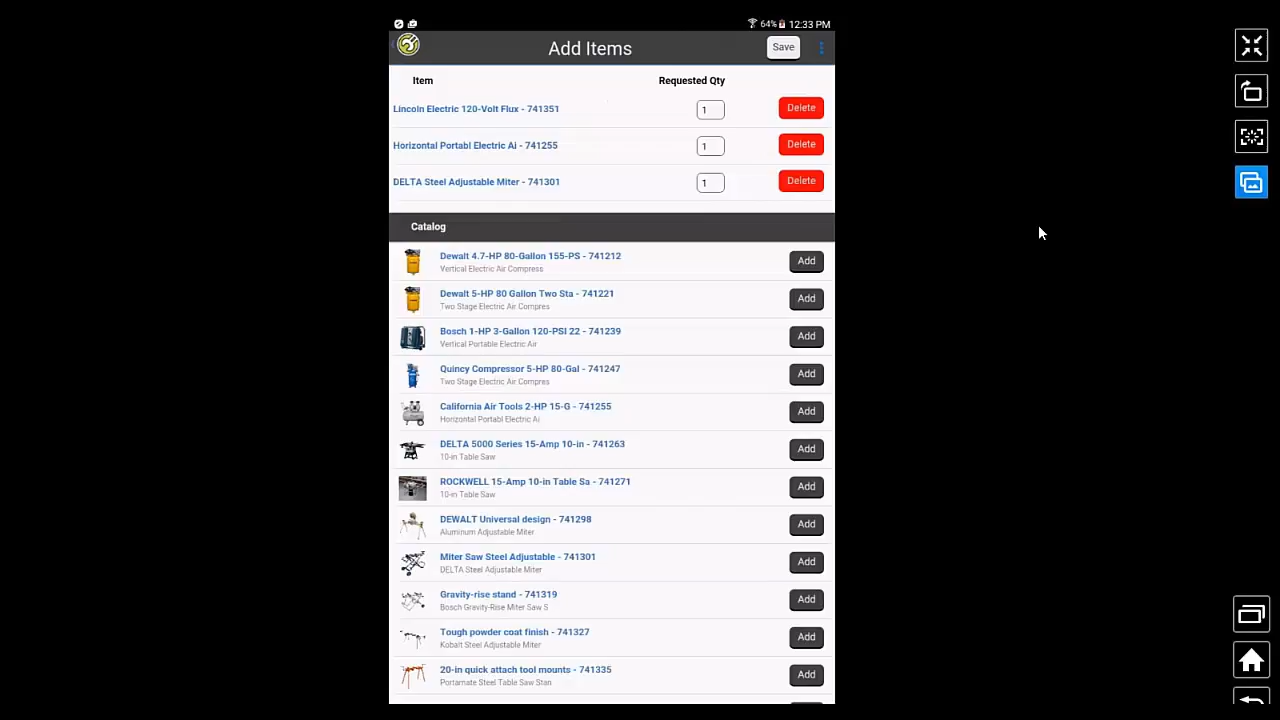 64% 12:33 PM
Add Items
Save
Item Requested Qty
Lincoln Electric 120-Volt Flux - 741351 1 Delete
Horizontal Portabl Electric Ai - 741255 1 Delete
DELTA Steel Adjustable Miter - 741301 1 Delete
Catalog
Dewalt 4.7-HP 80-Gallon 155-PS - 741212
Vertical Electric Air Compress
Add
Dewalt 5-HP 80 Gallon Two Sta - 741221
Two Stage Electric Air Compres
Add
Bosch 1-HP 3-Gallon 120-PSI 22 - 741239
Vertical Portable Electric Air
Add
Quincy Compressor 5-HP 80-Gal - 741247
Two Stage Electric Air Compres
Add
California Air Tools 2-HP 15-G - 741255
Horizontal Portabl Electric Ai
Add
DELTA 5000 Series 15-Amp 10-in - 741263
10-in Table Saw
Add
ROCKWELL 15-Amp 10-in Table Sa - 741271
10-in Table Saw
Add
DEWALT Universal design - 741298
Aluminum Adjustable Miter
Add
Miter Saw Steel Adjustable - 741301
DELTA Steel Adjustable Miter
Add
Gravity-rise stand - 741319
Bosch Gravity-Rise Miter Saw S
Add
Tough powder coat finish - 741327
Kobalt Steel Adjustable Miter
Add
20-in quick attach tool mounts - 741335
Portamate Steel Table Saw Stan
Add